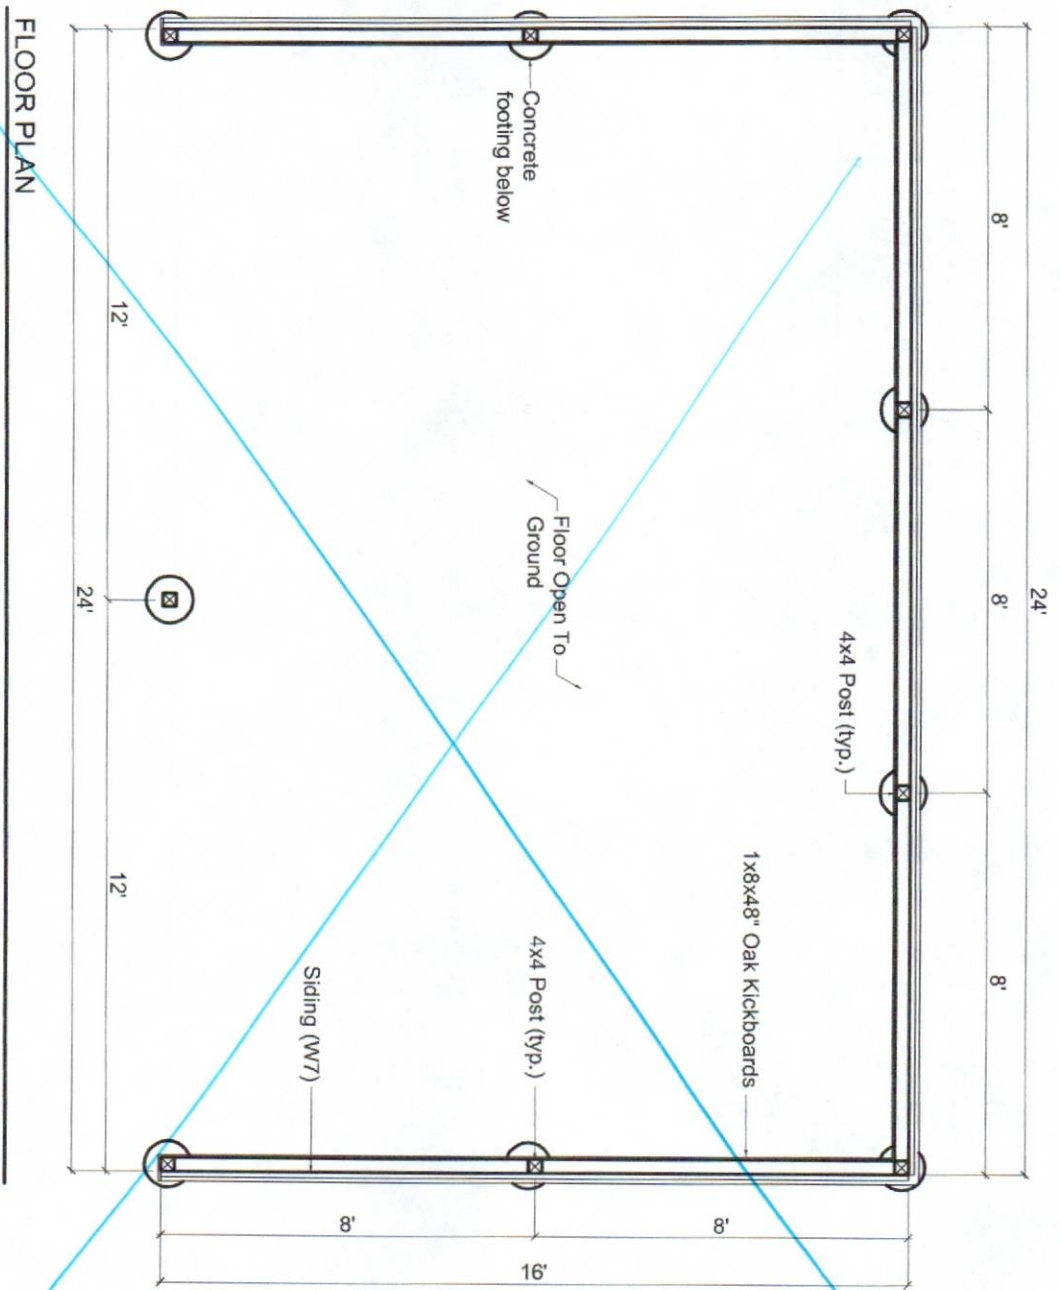 24'
8'
8'
8'
4x4 Post (typ.)
1x8x48" Oak Kickboards
Concrete
footing below
Floor Open To
Ground
4x4 Post (typ.)
Siding (W7)
8'
8'
16'
12'
12'
24'
FLOOR PLAN